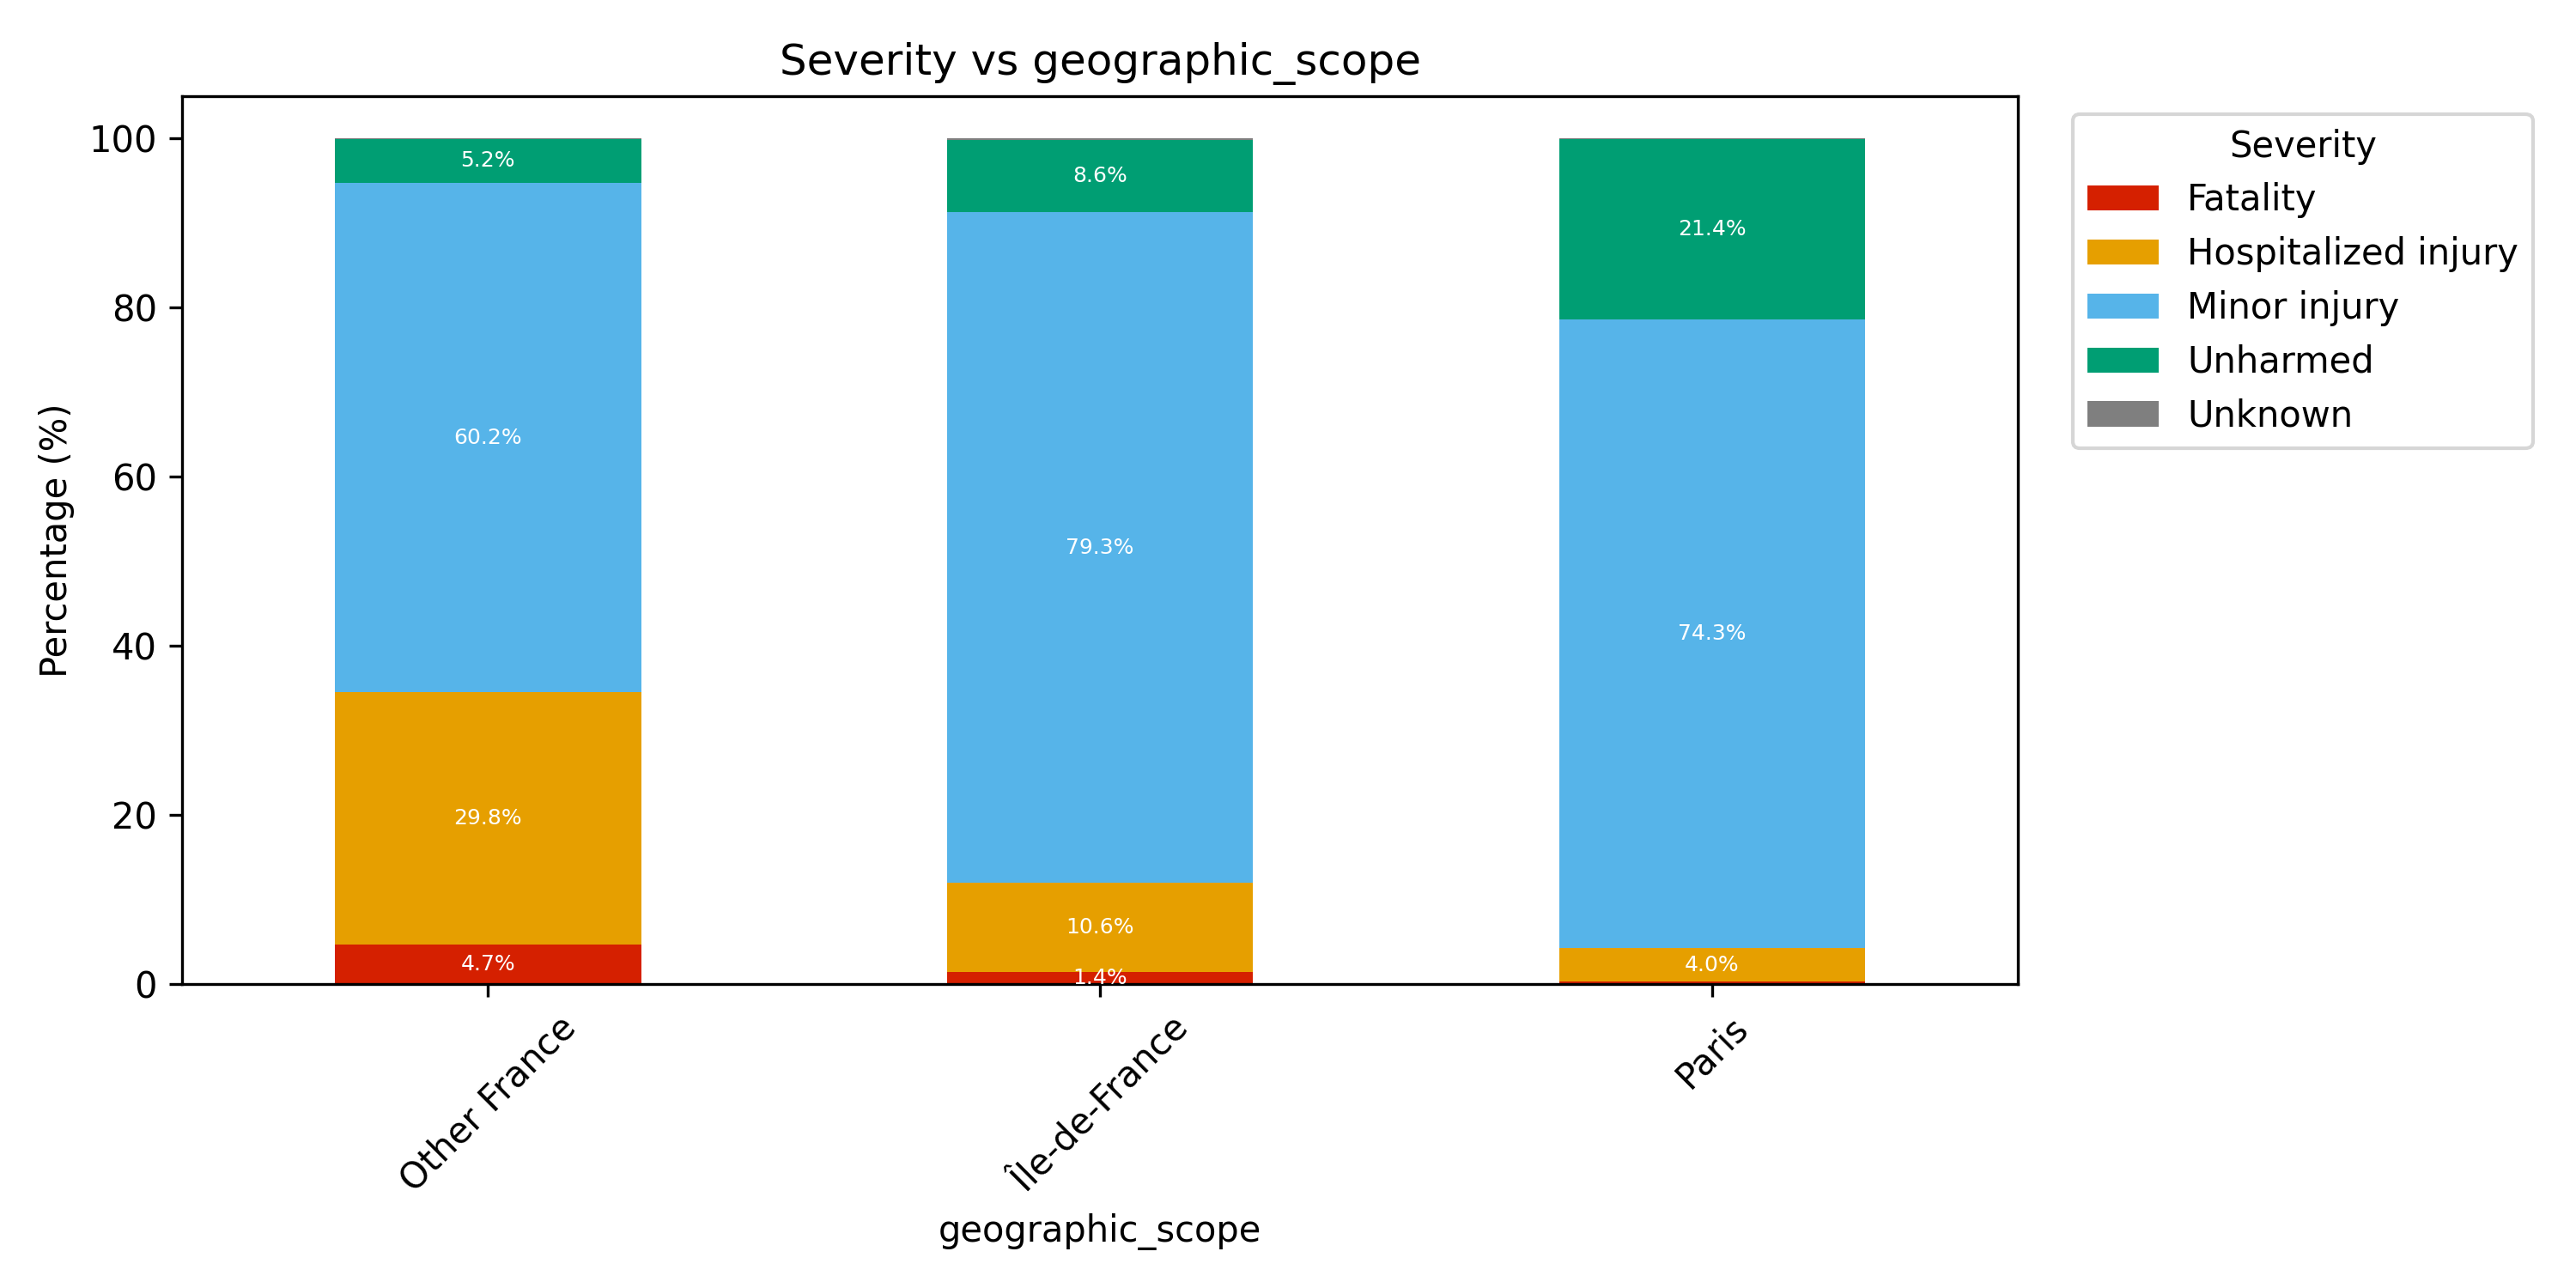 Severity vs geographic_scope
Percentage (%)
100
80
60
40
20
0
5.2%
60.2%
29.8%
4.7%
8.6%
79.3%
10.6%
1.4%
21.4%
74.3%
4.0%
Other France
Île-de-France
Paris
geographic_scope
Severity
Fatality
Hospitalized injury
Minor injury
Unharmed
Unknown